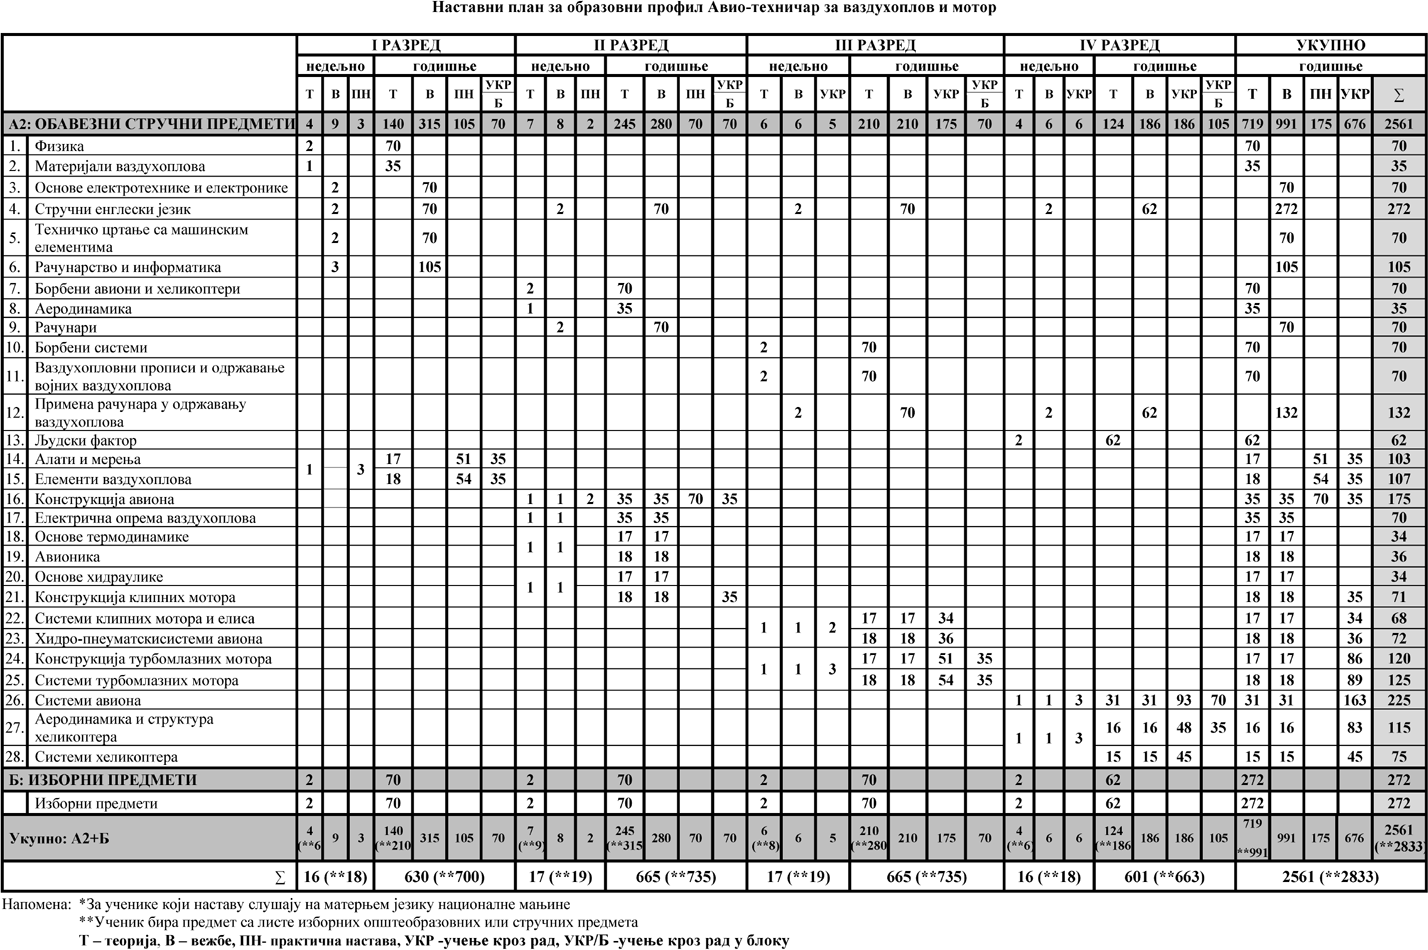 Наставни план за образовни профил Авио-техничар за ваздухоплов и мотор
I РАЗРЕД II РАЗРЕД III РАЗРЕД IV РАЗРЕД УКУПНО
недељно годишње недељно годишње недељно годишње недељно годишње годишње
Т В ПН Т В ПН УКР/Б Т В ПН Т В ПН УКР/Б Т В УКР Т В УКР УКР/Б Т В УКР Т В УКР УКР/Б Т В ПН УКР Σ
А2: ОБАВЕЗНИ СТРУЧНИ ПРЕДМЕТИ 4 9 3 140 315 105 70 7 8 2 245 280 70 70 6 6 5 210 210 175 70 4 6 6 124 186 186 105 719 991 175 676 2561
1. Физика 2 70 70 70
2. Материјали ваздухоплова 1 35 35 35
3. Основе електротехнике и електронике 2 70 70 70
4. Стручни енглески језик 2 70 2 70 2 70 2 62 272 272
5. Техничко цртање са машинским елементима 2 70 70 70
6. Рачунарство и информатика 3 105 105 105
7. Борбени авиони и хеликоптери 2 70 70 70
8. Аеродинамика 1 35 35 35
9. Рачунари 2 70 70 70
10. Борбени системи 2 70 70 70
11. Ваздухопловни прописи и одржавање војних ваздухоплова 2 70 70 70
12. Примена рачунара у одржавању ваздухоплова 2 70 2 62 132 132
13. Људски фактор 2 62 62 62
14. Алати и мерења 1 3 17 51 35 17 51 35 103
15. Елементи ваздухоплова 18 54 35 18 54 35 107
16. Конструкција авиона 1 1 2 35 35 70 35 35 35 70 35 175
17. Електрична опрема ваздухоплова 1 1 35 35 35 35 70
18. Основе термодинамике 1 1 17 17 17 17 34
19. Авионика 18 18 18 18 36
20. Основе хидраулике 1 1 17 17 17 17 34
21. Конструкција клипних мотора 18 18 35 18 18 35 71
22. Системи клипних мотора и елиса 1 1 2 17 17 34 17 17 34 68
23. Хидро-пнеуматскисистеми авиона 18 18 36 18 18 36 72
24. Конструкција турбомлазних мотора 1 1 3 17 17 51 35 17 17 86 120
25. Системи турбомлазних мотора 18 18 54 35 18 18 89 125
26. Системи авиона 1 1 3 31 31 93 70 31 31 163 225
27. Аеродинамика и структура хеликоптера 1 1 3 16 16 48 35 16 16 83 115
28. Системи хеликоптера 15 15 45 15 15 45 75
Б: ИЗБОРНИ ПРЕДМЕТИ 2 70 2 70 2 70 2 62 272 272
Изборни предмети 2 70 2 70 2 70 2 62 272 272
Укупно: А2+Б 4 (**6 9 3 140 (**210 315 105 70 7 (**9) 8 2 245 (**315 280 70 70 6 (**8) 6 5 210 (**280 210 175 70 4 (**6) 6 6 124 (**186 186 186 105 719 **991 991 175 676 2561 (**2833)
Σ 16 (**18) 630 (**700) 17 (**19) 665 (**735) 17 (**19) 665 (**735) 16 (**18) 601 (**663) 2561 (**2833)
Напомена: *За ученике који наставу слушају на матерњем језику националне мањине
**Ученик бира предмет са листе изборних општеобразовних или стручних предмета
Т – теорија, В – вежбе, ПН- практична настава, УКР -учење кроз рад, УКР/Б -учење кроз рад у блоку